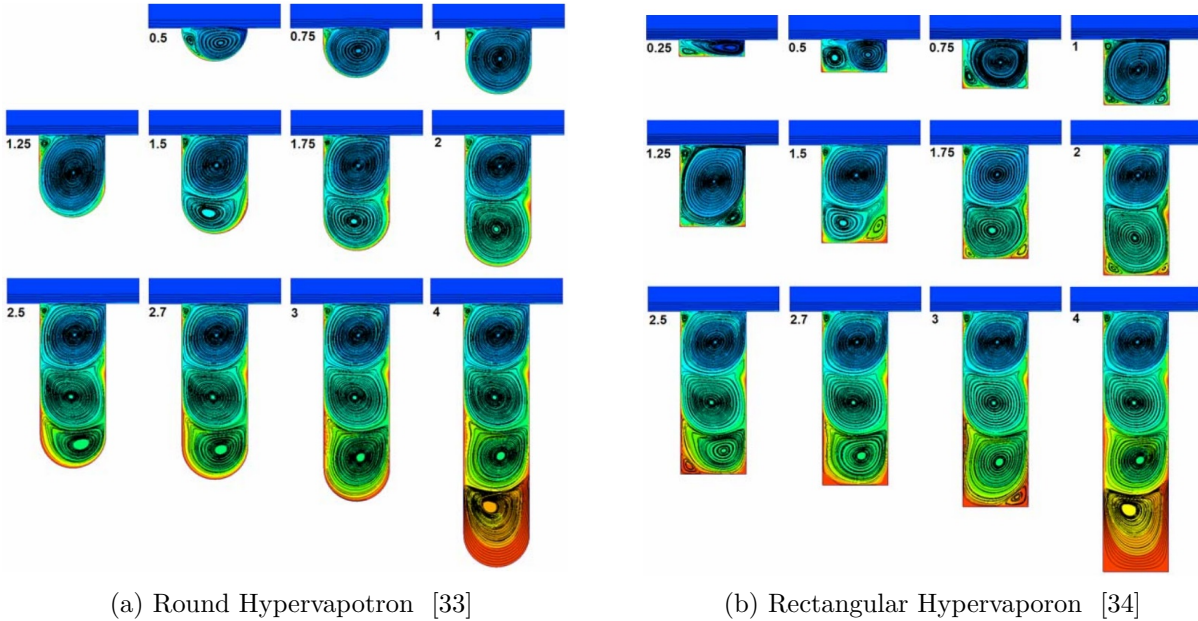 0.5 0.75 1
1.25 1.5 1.75 2
2.5 2.7 3 4
(a) Round Hypervapotron [33]
0.25 0.5 0.75 1
1.25 1.5 1.75 2
2.5 2.7 3 4
(b) Rectangular Hypervaporon [34]